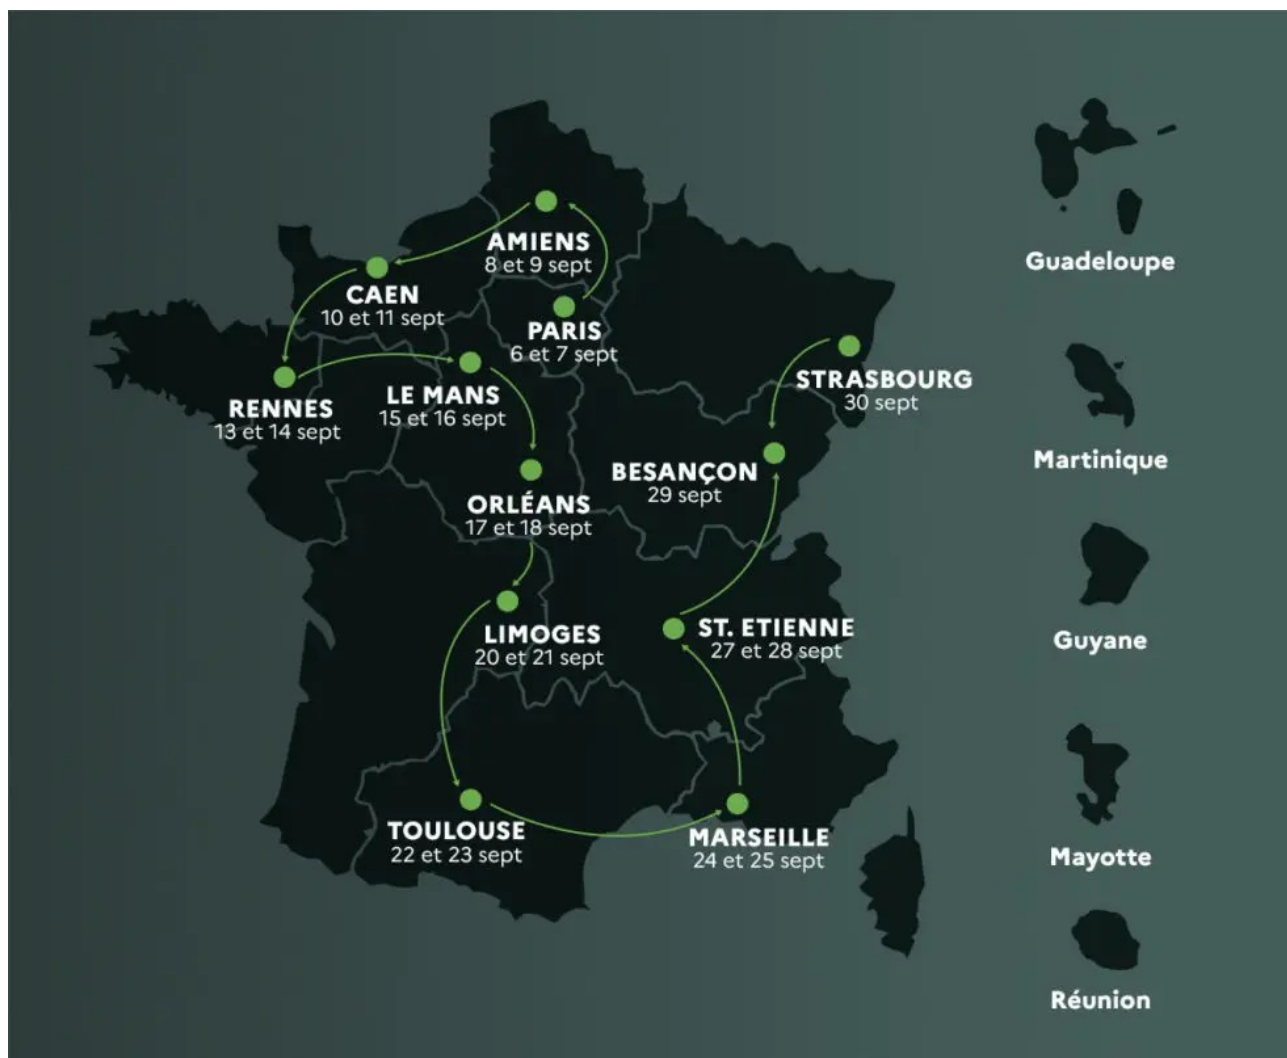 AMIENS
8 et 9 sept
CAEN
10 et 11 sept
PARIS
6 et 7 sept
RENNES
13 et 14 sept
LE MANS
15 et 16 sept
STRASBOURG
30 sept
BESANÇON
29 sept
ORLÉANS
17 et 18 sept
LIMOGES
20 et 21 sept
ST. ETIENNE
27 et 28 sept
TOULOUSE
22 et 23 sept
MARSEILLE
24 et 25 sept
Guadeloupe
Martinique
Guyane
Mayotte
Réunion